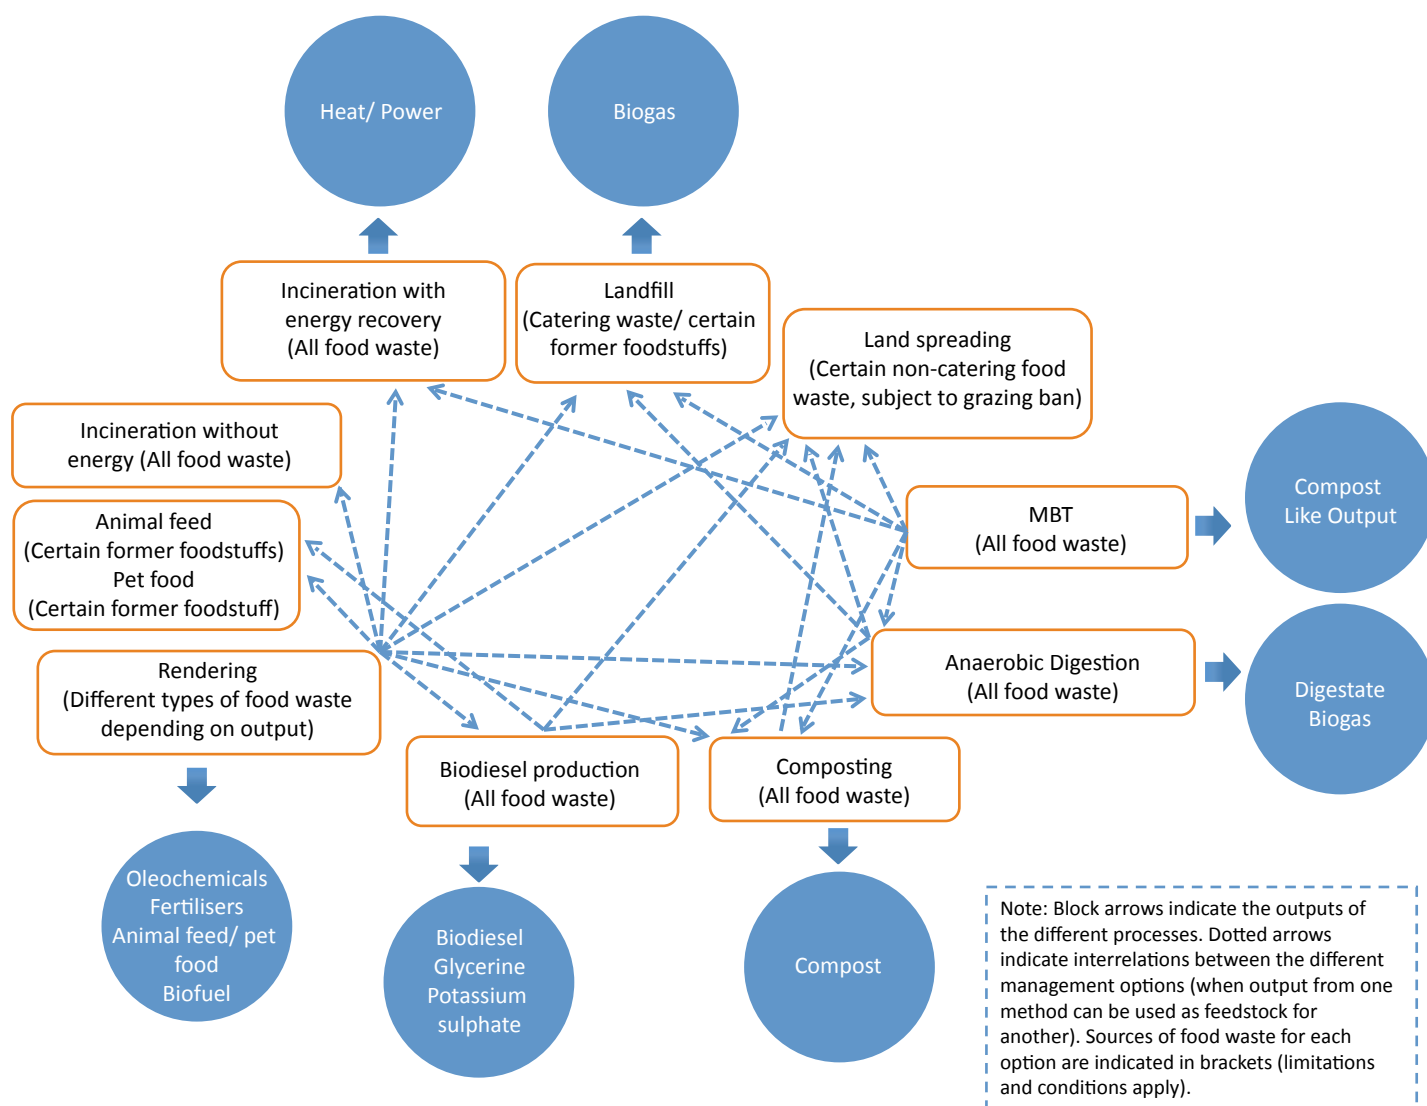 Heat/ Power
Biogas
Incineration with
energy recovery
(All food waste)
Landfill
(Catering waste/ certain
former foodstuffs)
Land spreading
(Certain non-catering food
waste, subject to grazing ban)
Incineration without
energy (All food waste)
Animal feed
(Certain former foodstuffs)
Pet food
(Certain former foodstuff)
MBT
(All food waste)
Compost
Like Output
Rendering
(Different types of food waste
depending on output)
Anaerobic Digestion
(All food waste)
Digestate
Biogas
Biodiesel production
(All food waste)
Composting
(All food waste)
Oleochemicals
Fertilisers
Animal feed/ pet
food
Biofuel
Biodiesel
Glycerine
Potassium
sulphate
Compost
Note: Block arrows indicate the outputs of
the different processes. Dotted arrows
indicate interrelations between the different
management options (when output from one
method can be used as feedstock for
another). Sources of food waste for each
option are indicated in brackets (limitations
and conditions apply).